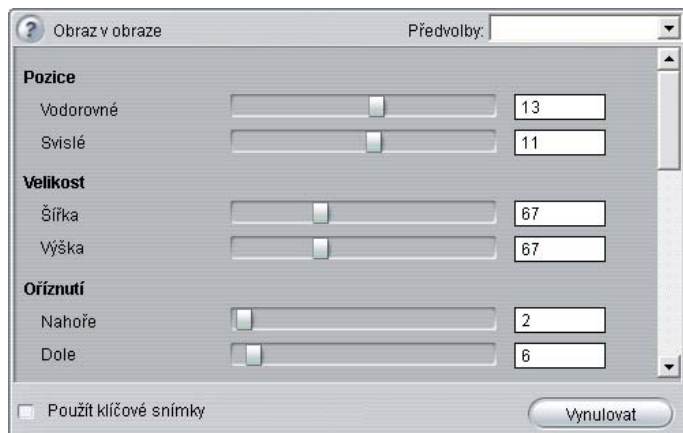 ? Obraz v obraze Předvolby:
Pozice
Vodorovné 13
Svislé 11
Velikost
Šířka 67
Výška 67
Oříznutí
Nahoře 2
Dole 6
Použít klíčové snímky Vynulovat